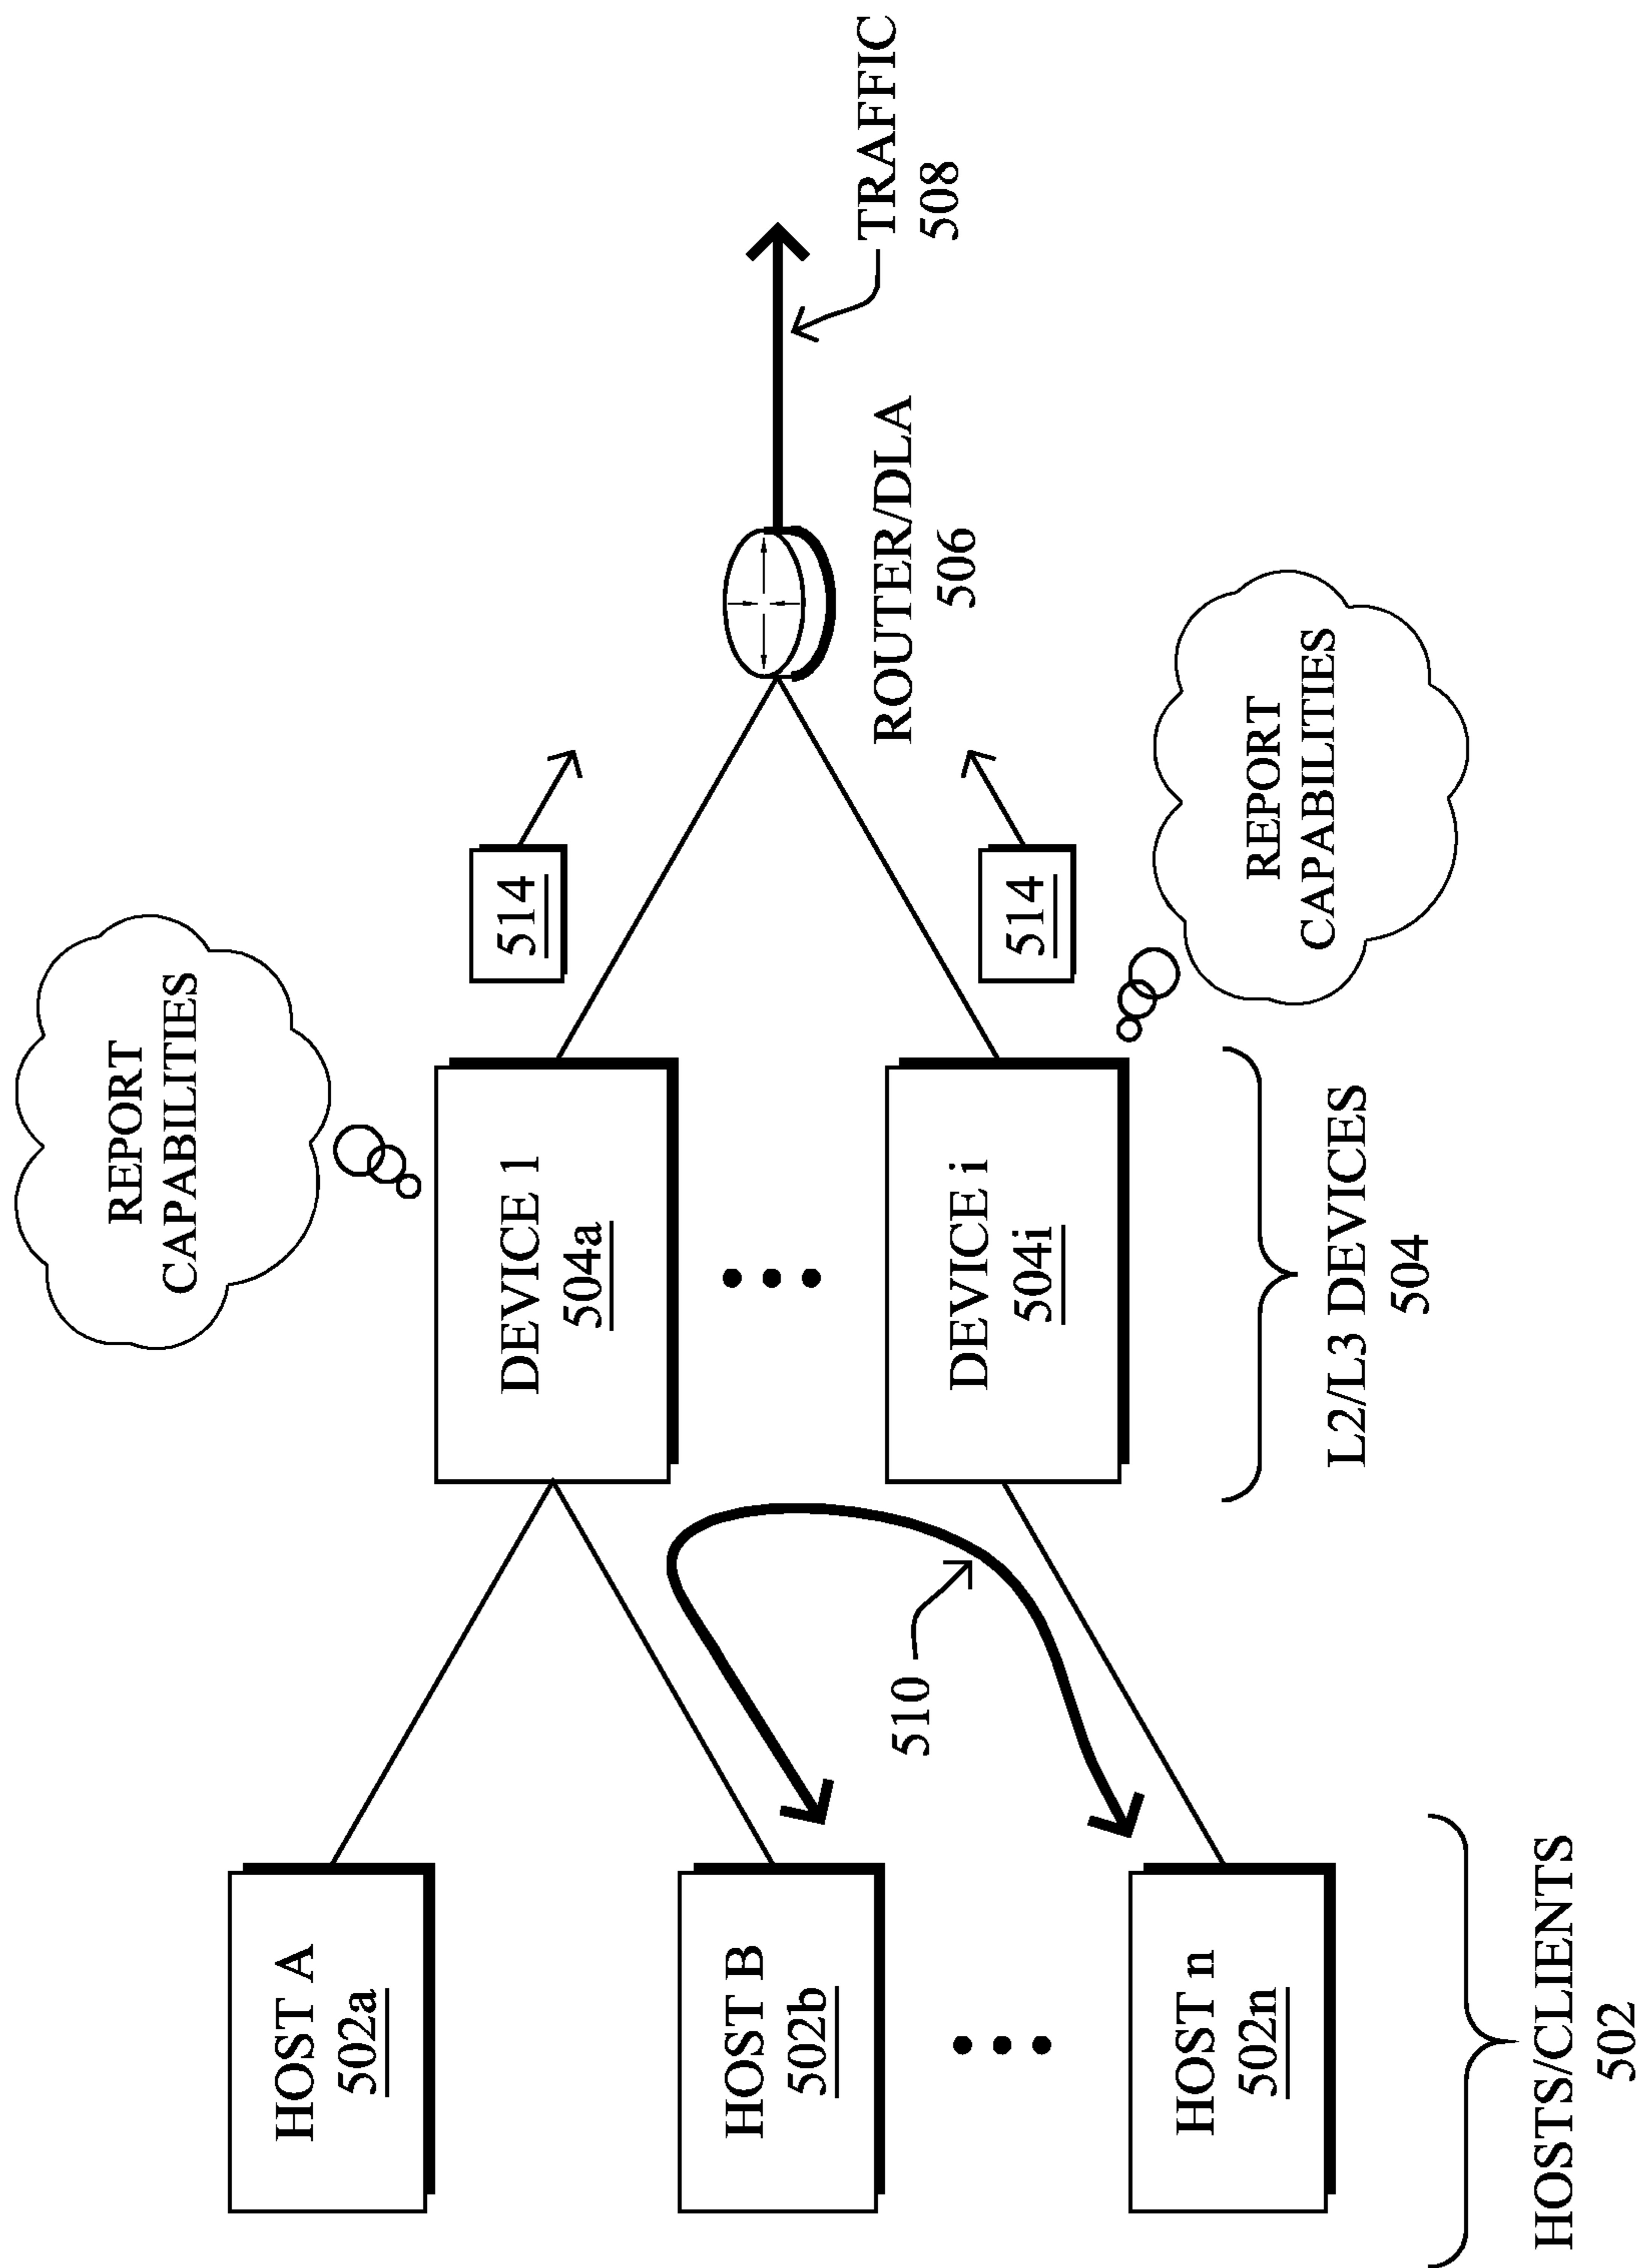 REPORT
CAPABILITIES
HOST A
502a
DEVICE 1
504a
514
HOST B
502b
510
ROUTER/DLA
506
TRAFFIC
508
HOST n
502n
DEVICE i
504i
514
REPORT
CAPABILITIES
L2/L3 DEVICES
504
HOSTS/CLIENTS
502